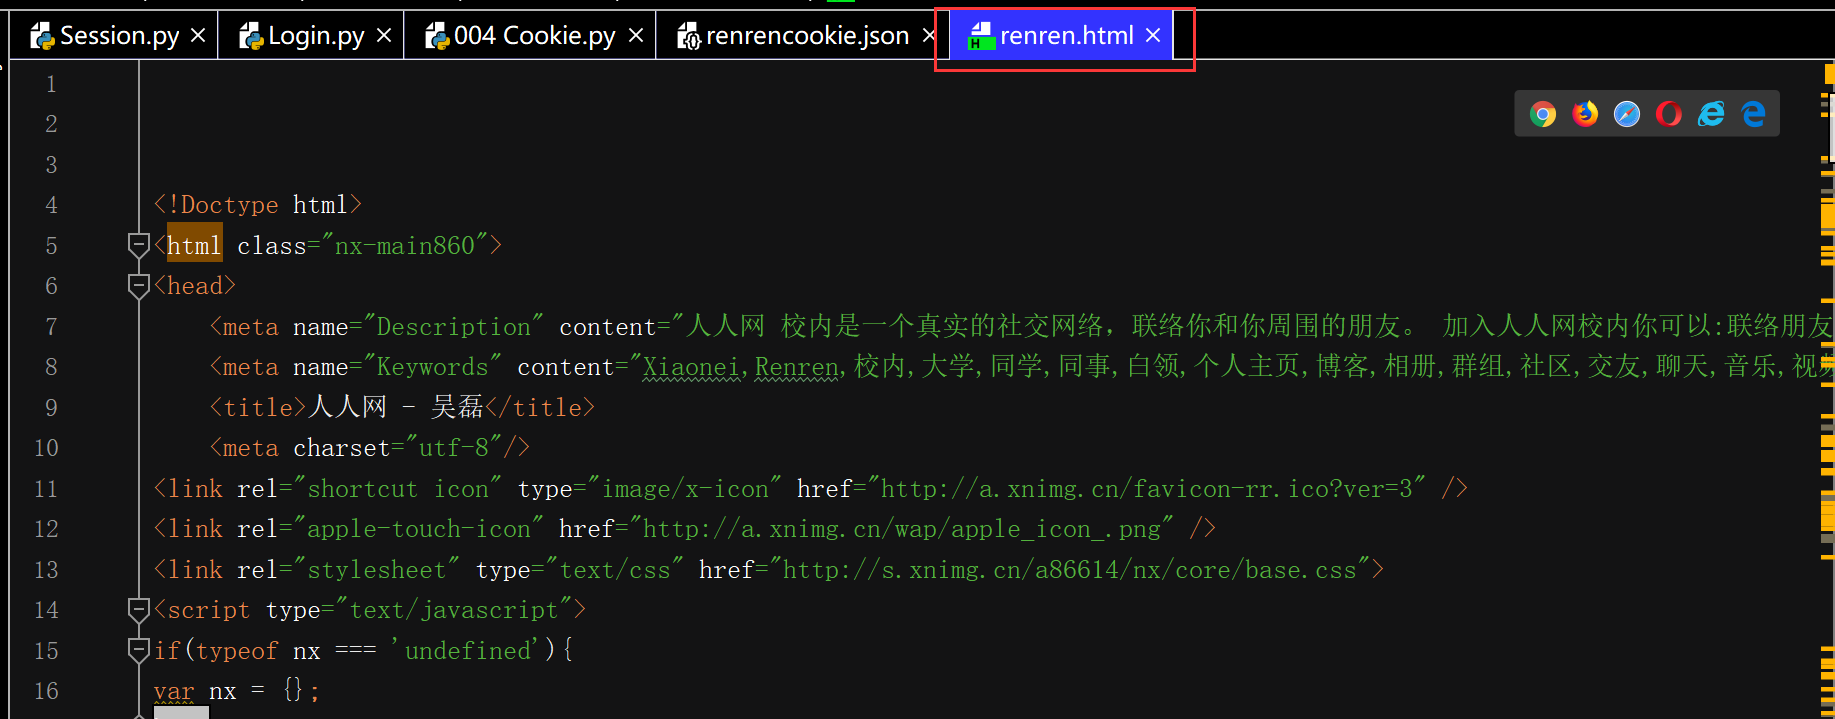 Session.py × Login.py × 004 Cookie.py × renrencookie.json × renren.html ×
1
2
3
4 <!Doctype html>
5 <html class="nx-main860">
6 <head>
7 <meta name="Description" content="人人网 校内是一个真实的社交网络，联络你和你周围的朋友。 加入人人网校内你可以:联络朋友
8 <meta name="Keywords" content="Xiaonei,Renren,校内,大学,同学,同事,白领,个人主页,博客,相册,群组,社区,交友,聊天,音乐,视频
9 <title>人人网 - 吴磊</title>
10 <meta charset="utf-8"/>
11 <link rel="shortcut icon" type="image/x-icon" href="http://a.xnimg.cn/favicon-rr.ico?ver=3" />
12 <link rel="apple-touch-icon" href="http://a.xnimg.cn/wap/apple_icon_.png" />
13 <link rel="stylesheet" type="text/css" href="http://s.xnimg.cn/a86614/nx/core/base.css">
14 <script type="text/javascript">
15 if(typeof nx === 'undefined'){
16 var nx = {};